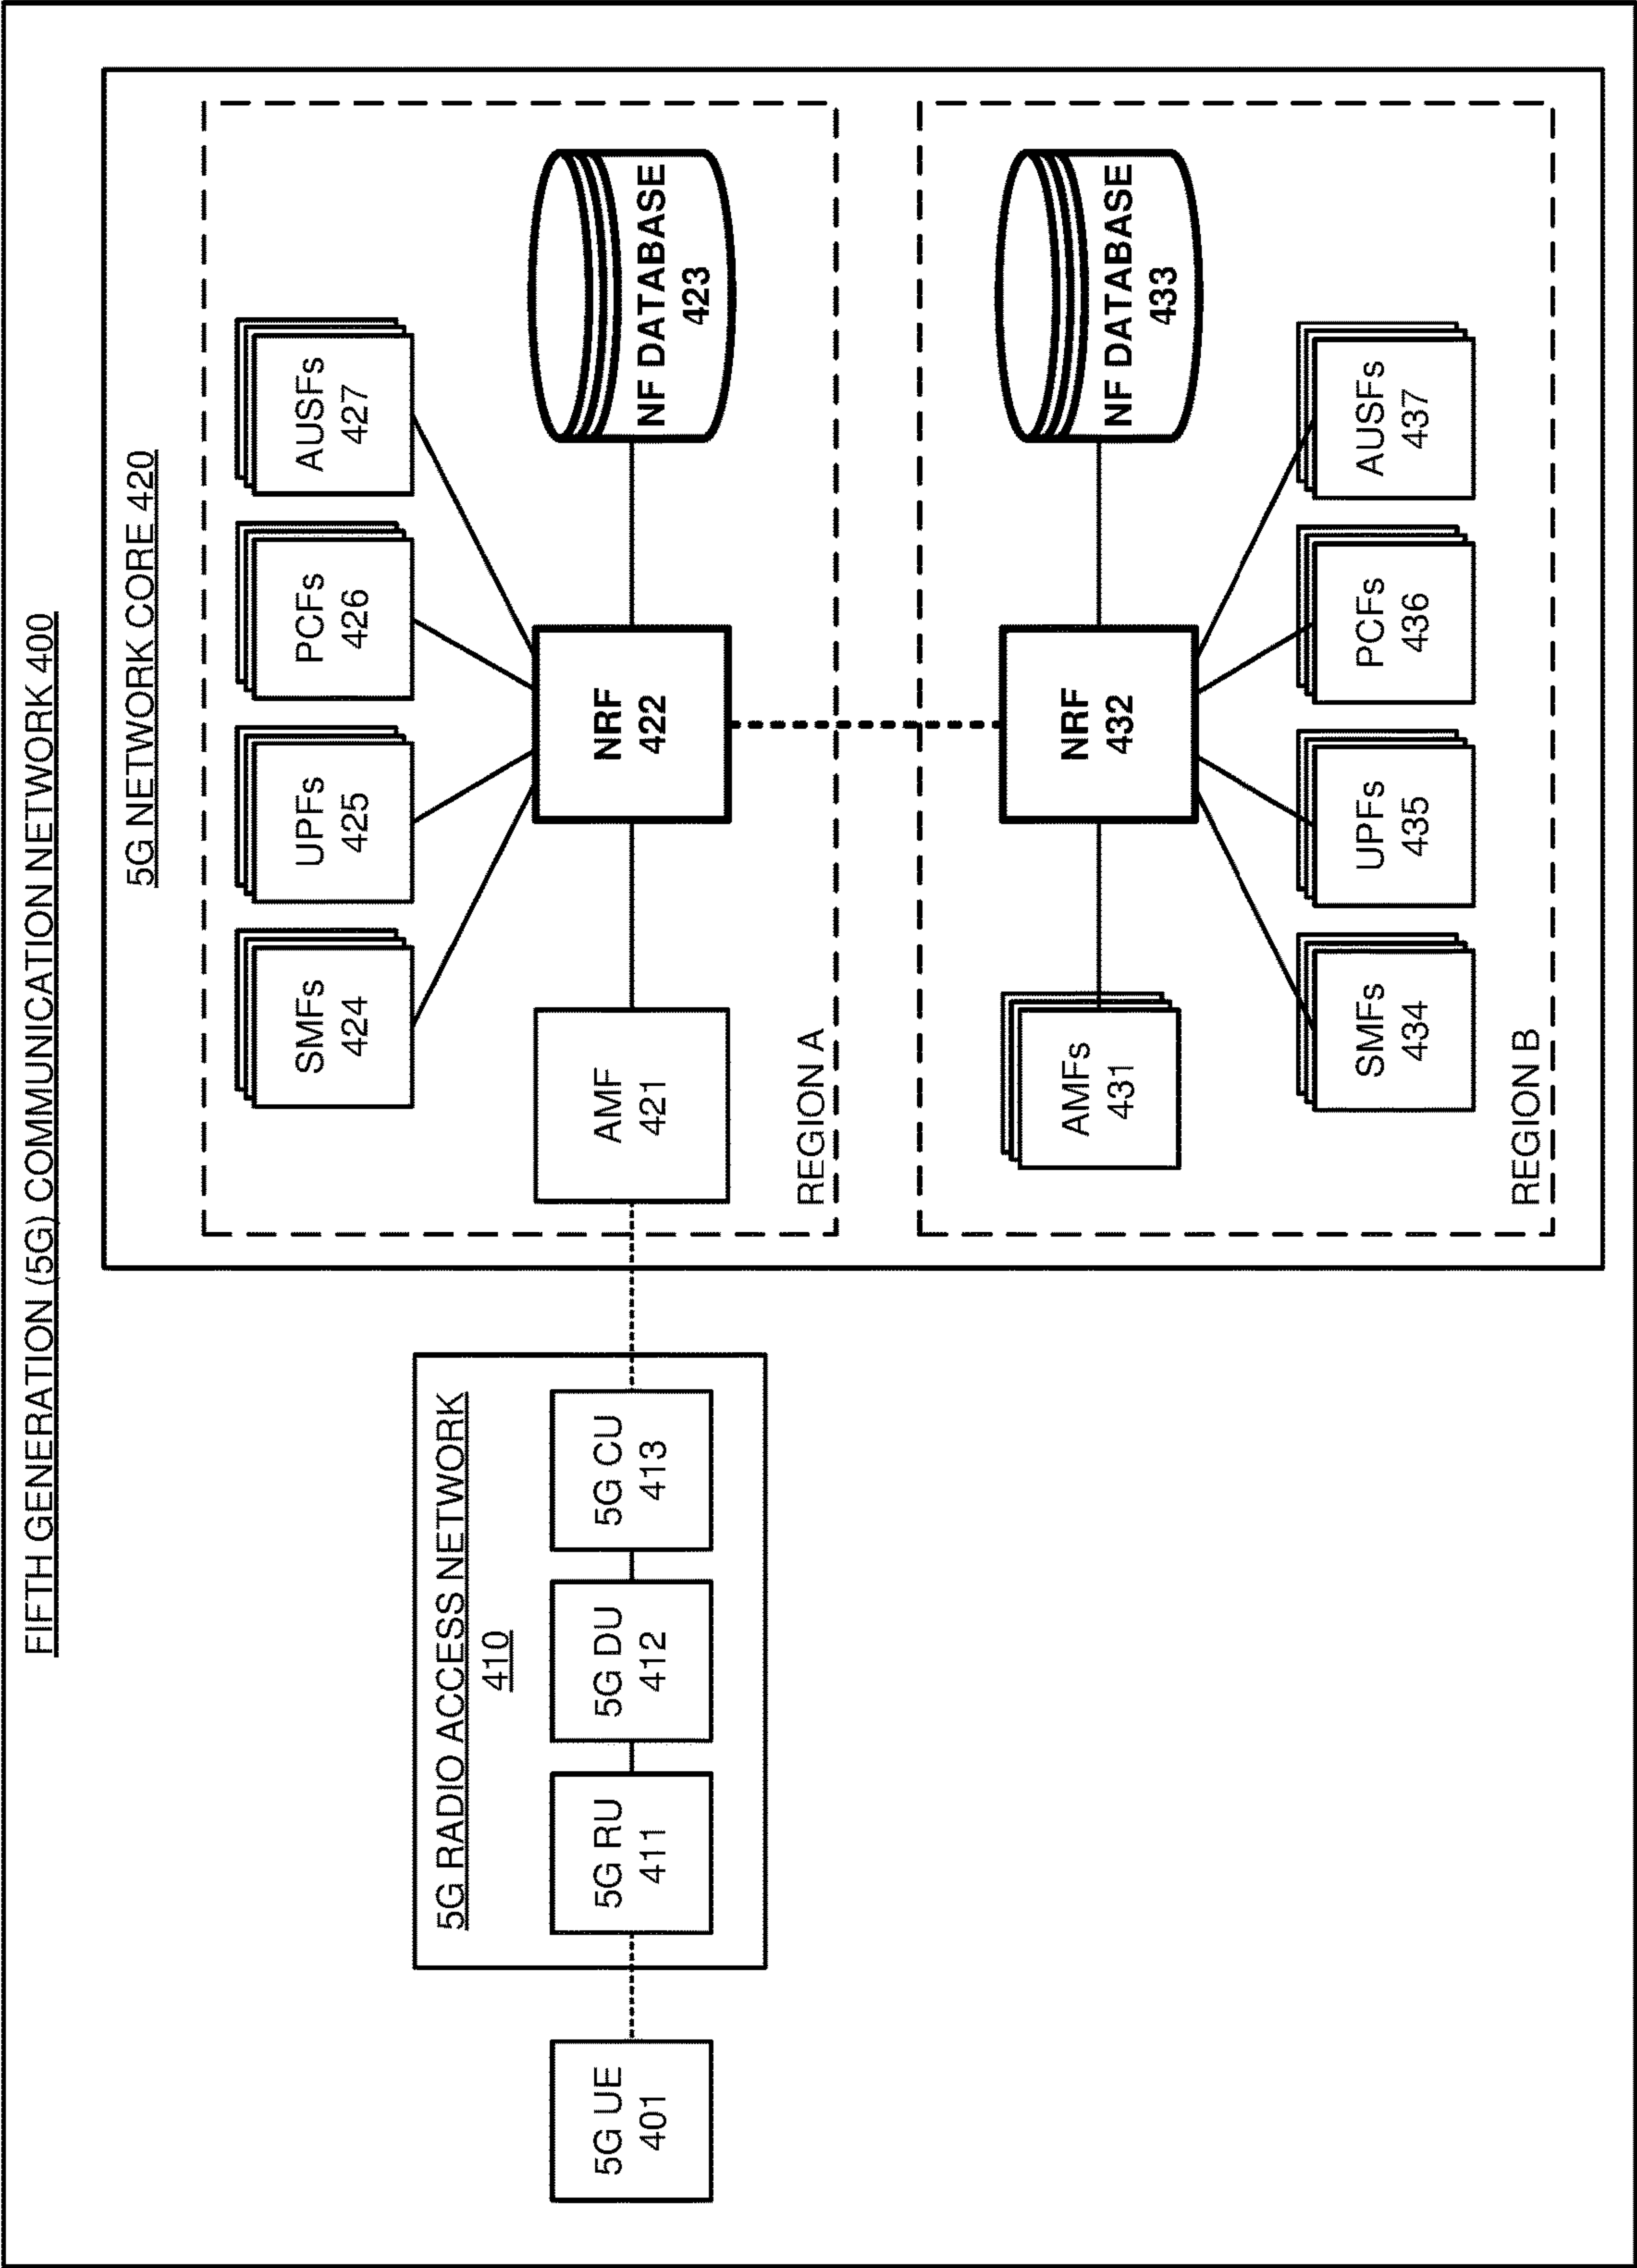 FIFTH GENERATION (5G) COMMUNICATION NETWORK 400
5G NETWORK CORE 420
SMFs
424
UPFs
425
PCFs
426
AUSFs
427
AMF
421
NRF
422
NF DATABASE
423
REGION A
5G RADIO ACCESS NETWORK
410
5G UE
401
5G RU
411
5G DU
412
5G CU
413
AMFs
431
NRF
432
NF DATABASE
433
SMFs
434
UPFs
435
PCFs
436
AUSFs
437
REGION B